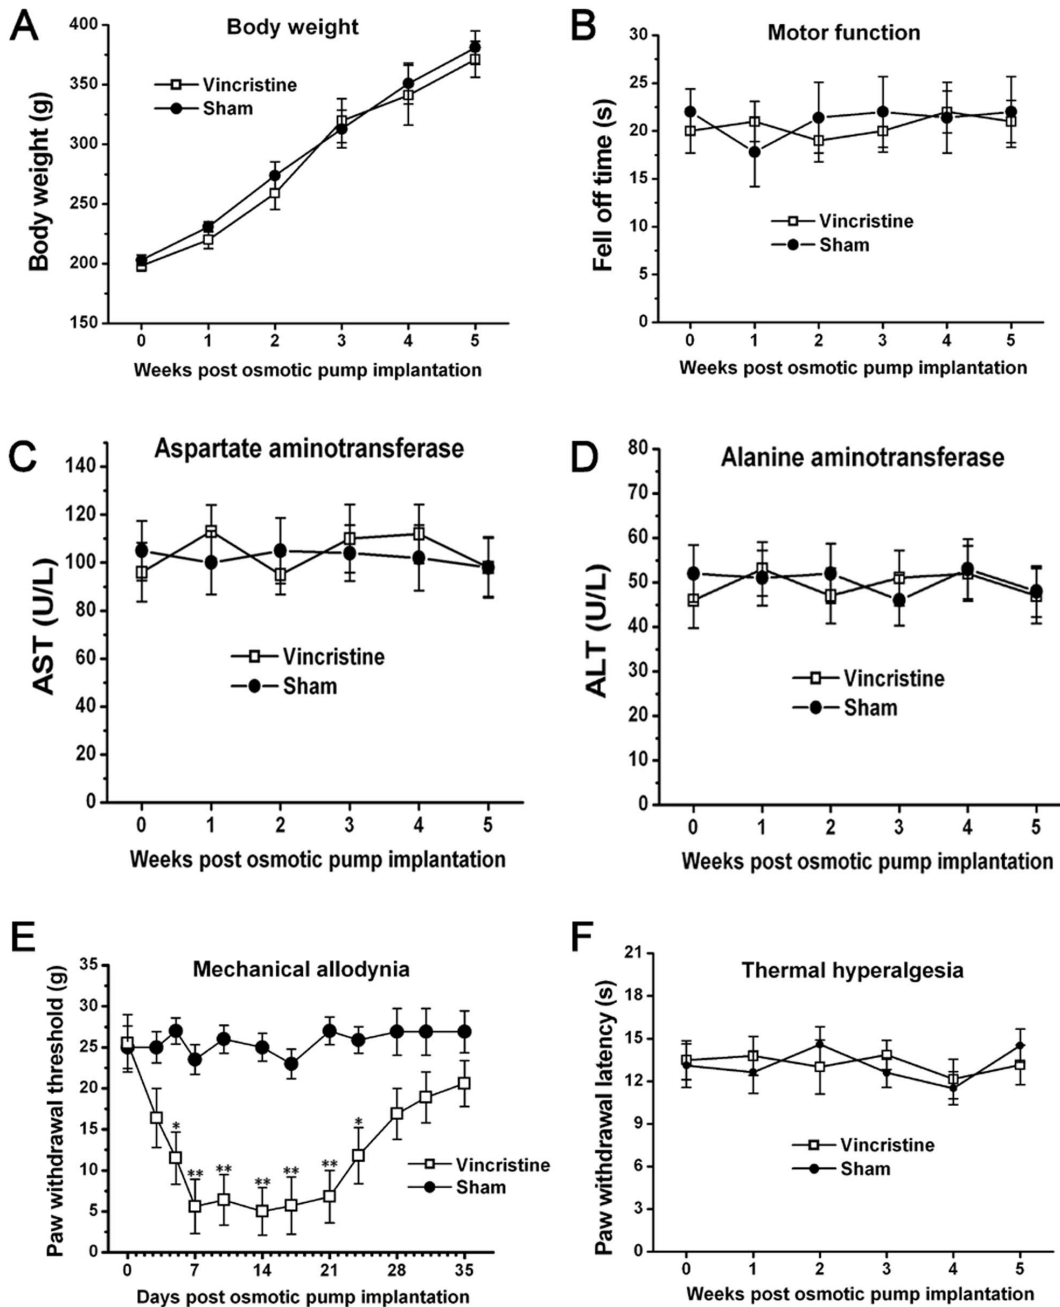 A
Body weight
Body weight (g)
400
350
300
250
200
150
Vincristine
Sham
0 1 2 3 4 5
Weeks post osmotic pump implantation
B
Motor function
Fell off time (s)
30
25
20
15
10
5
0
Vincristine
Sham
0 1 2 3 4 5
Weeks post osmotic pump implantation
C
Aspartate aminotransferase
AST (U/L)
140
120
100
80
60
40
20
0
Vincristine
Sham
0 1 2 3 4 5
Weeks post osmotic pump implantation
D
Alanine aminotransferase
ALT (U/L)
80
70
60
50
40
30
20
10
0
Vincristine
Sham
0 1 2 3 4 5
Weeks post osmotic pump implantation
E
Mechanical allodynia
Paw withdrawal threshold (g)
35
30
25
20
15
10
5
0
* ** ** ** ** ** *
Vincristine
Sham
0 7 14 21 28 35
Days post osmotic pump implantation
F
Thermal hyperalgesia
Paw withdrawal latency (s)
21
18
15
12
9
6
3
0
Vincristine
Sham
0 1 2 3 4 5
Weeks post osmotic pump implantation